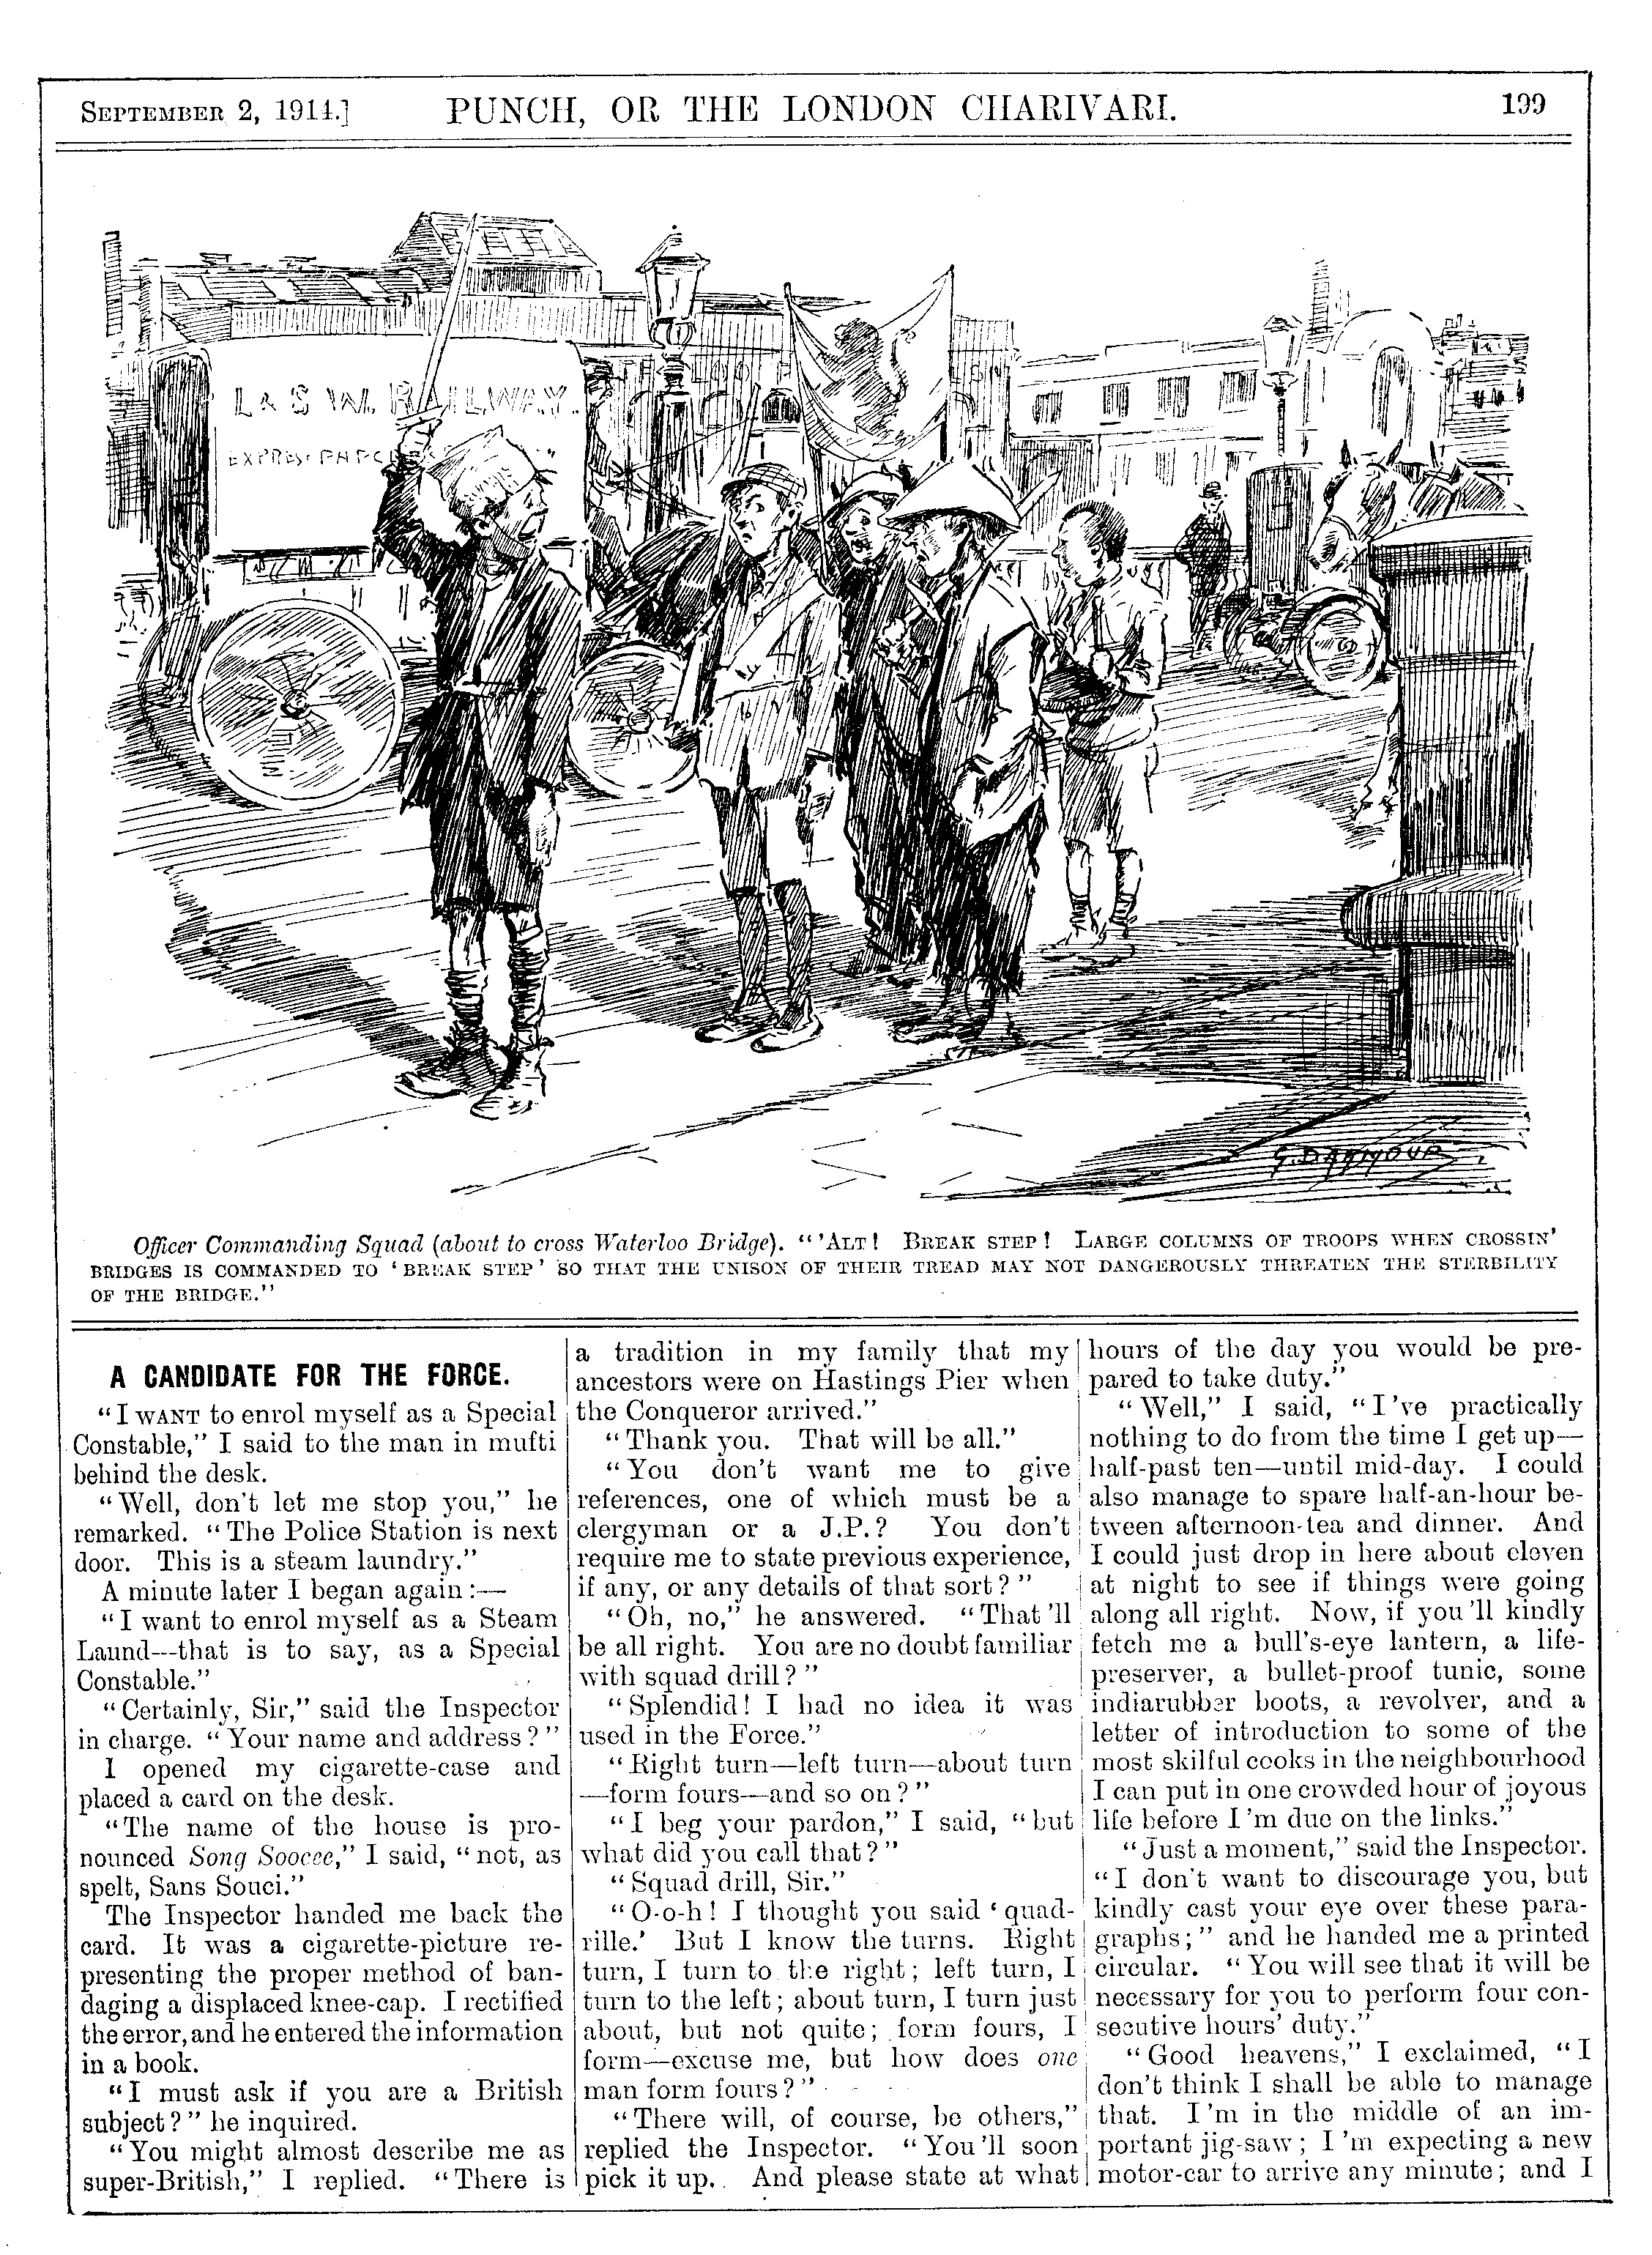 SEPTEMBER 2, 1914.] PUNCH, OR THE LONDON CHARIVARI. 199
L & S W. RAILWAY.
G. DARMOUR
Officer Commanding Squad (about to cross Waterloo Bridge). "'ALT! BREAK STEP! LARGE COLUMNS OF TROOPS WHEN CROSSIN'
BRIDGES IS COMMANDED TO 'BREAK STEP' SO THAT THE UNISON OF THEIR TREAD MAY NOT DANGEROUSLY THREATEN THE STERBILITY
OF THE BRIDGE."
A CANDIDATE FOR THE FORCE.
"I WANT to enrol myself as a Special
Constable," I said to the man in mufti
behind the desk.
"Well, don't let me stop you," he
remarked. "The Police Station is next
door. This is a steam laundry."
A minute later I began again:—
"I want to enrol myself as a Steam
Laund---that is to say, as a Special
Constable."
"Certainly, Sir," said the Inspector
in charge. "Your name and address?"
I opened my cigarette-case and
placed a card on the desk.
"The name of the house is pro-
nounced Song Soocee," I said, "not, as
spelt, Sans Souci."
The Inspector handed me back the
card. It was a cigarette-picture re-
presenting the proper method of ban-
daging a displaced knee-cap. I rectified
the error, and he entered the information
in a book.
"I must ask if you are a British
subject?" he inquired.
"You might almost describe me as
super-British," I replied. "There is
a tradition in my family that my
ancestors were on Hastings Pier when
the Conqueror arrived."
"Thank you. That will be all."
"You don't want me to give
references, one of which must be a
clergyman or a J.P.? You don't
require me to state previous experience,
if any, or any details of that sort?"
"Oh, no," he answered. "That'll
be all right. You are no doubt familiar
with squad drill?"
"Splendid! I had no idea it was
used in the Force."
"Right turn—left turn—about turn
—form fours—and so on?"
"I beg your pardon," I said, "but
what did you call that?"
"Squad drill, Sir."
"O-o-h! I thought you said 'quad-
rille.' But I know the turns. Right
turn, I turn to the right; left turn, I
turn to the left; about turn, I turn just
about, but not quite; form fours, I
form—excuse me, but how does one
man form fours?"
"There will, of course, be others,"
replied the Inspector. "You'll soon
pick it up. And please state at what
hours of the day you would be pre-
pared to take duty."
"Well," I said, "I've practically
nothing to do from the time I get up—
half-past ten—until mid-day. I could
also manage to spare half-an-hour be-
tween afternoon-tea and dinner. And
I could just drop in here about eleven
at night to see if things were going
along all right. Now, if you'll kindly
fetch me a bull's-eye lantern, a life-
preserver, a bullet-proof tunic, some
indiarubber boots, a revolver, and a
letter of introduction to some of the
most skilful cooks in the neighbourhood
I can put in one crowded hour of joyous
life before I'm due on the links."
"Just a moment," said the Inspector.
"I don't want to discourage you, but
kindly cast your eye over these para-
graphs;" and he handed me a printed
circular. "You will see that it will be
necessary for you to perform four con-
secutive hours' duty."
"Good heavens," I exclaimed, "I
don't think I shall be able to manage
that. I'm in the middle of an im-
portant jig-saw; I'm expecting a new
motor-car to arrive any minute; and I